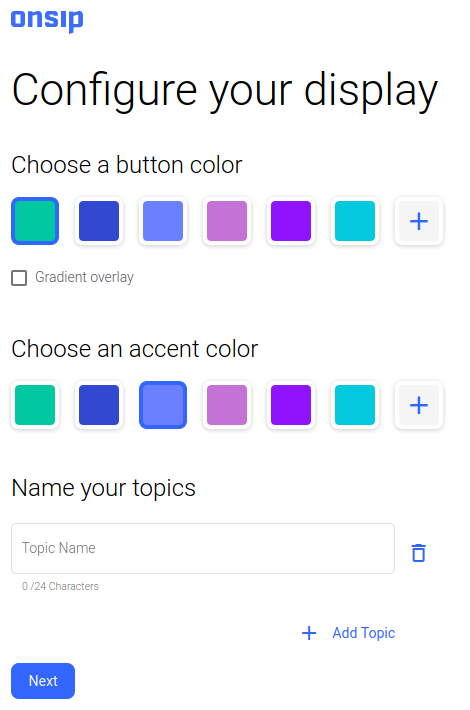 onsip
Configure your display
Choose a button color
Gradient overlay
Choose an accent color
Name your topics
Topic Name
0 /24 Characters
Add Topic
Next